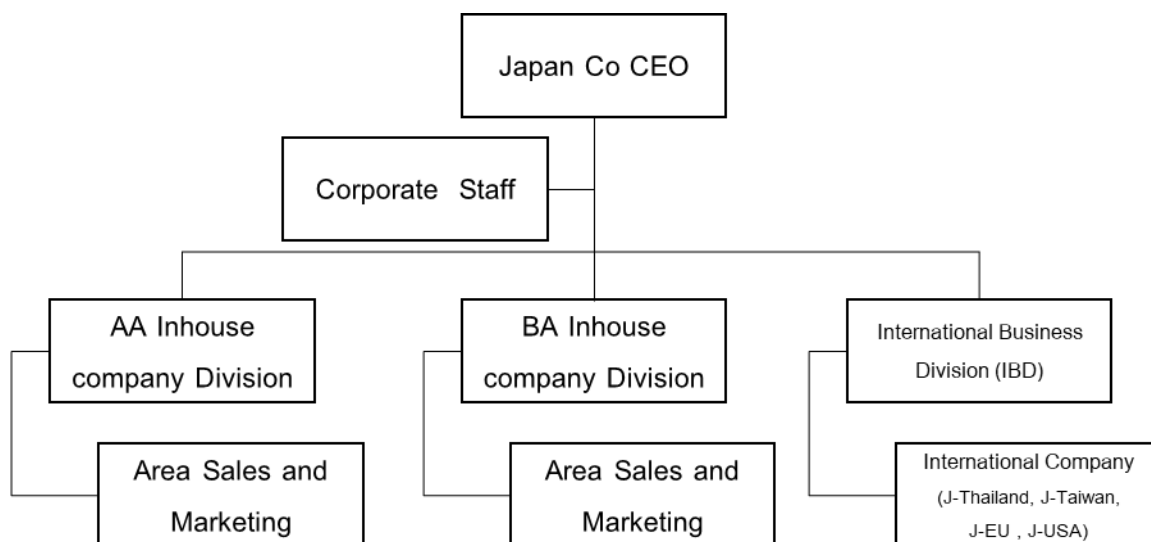 Japan Co CEO
Corporate Staff
AA Inhouse
company Division
BA Inhouse
company Division
International Business
Division (IBD)
Area Sales and
Marketing
Area Sales and
Marketing
International Company
(J-Thailand, J-Taiwan,
J-EU , J-USA)